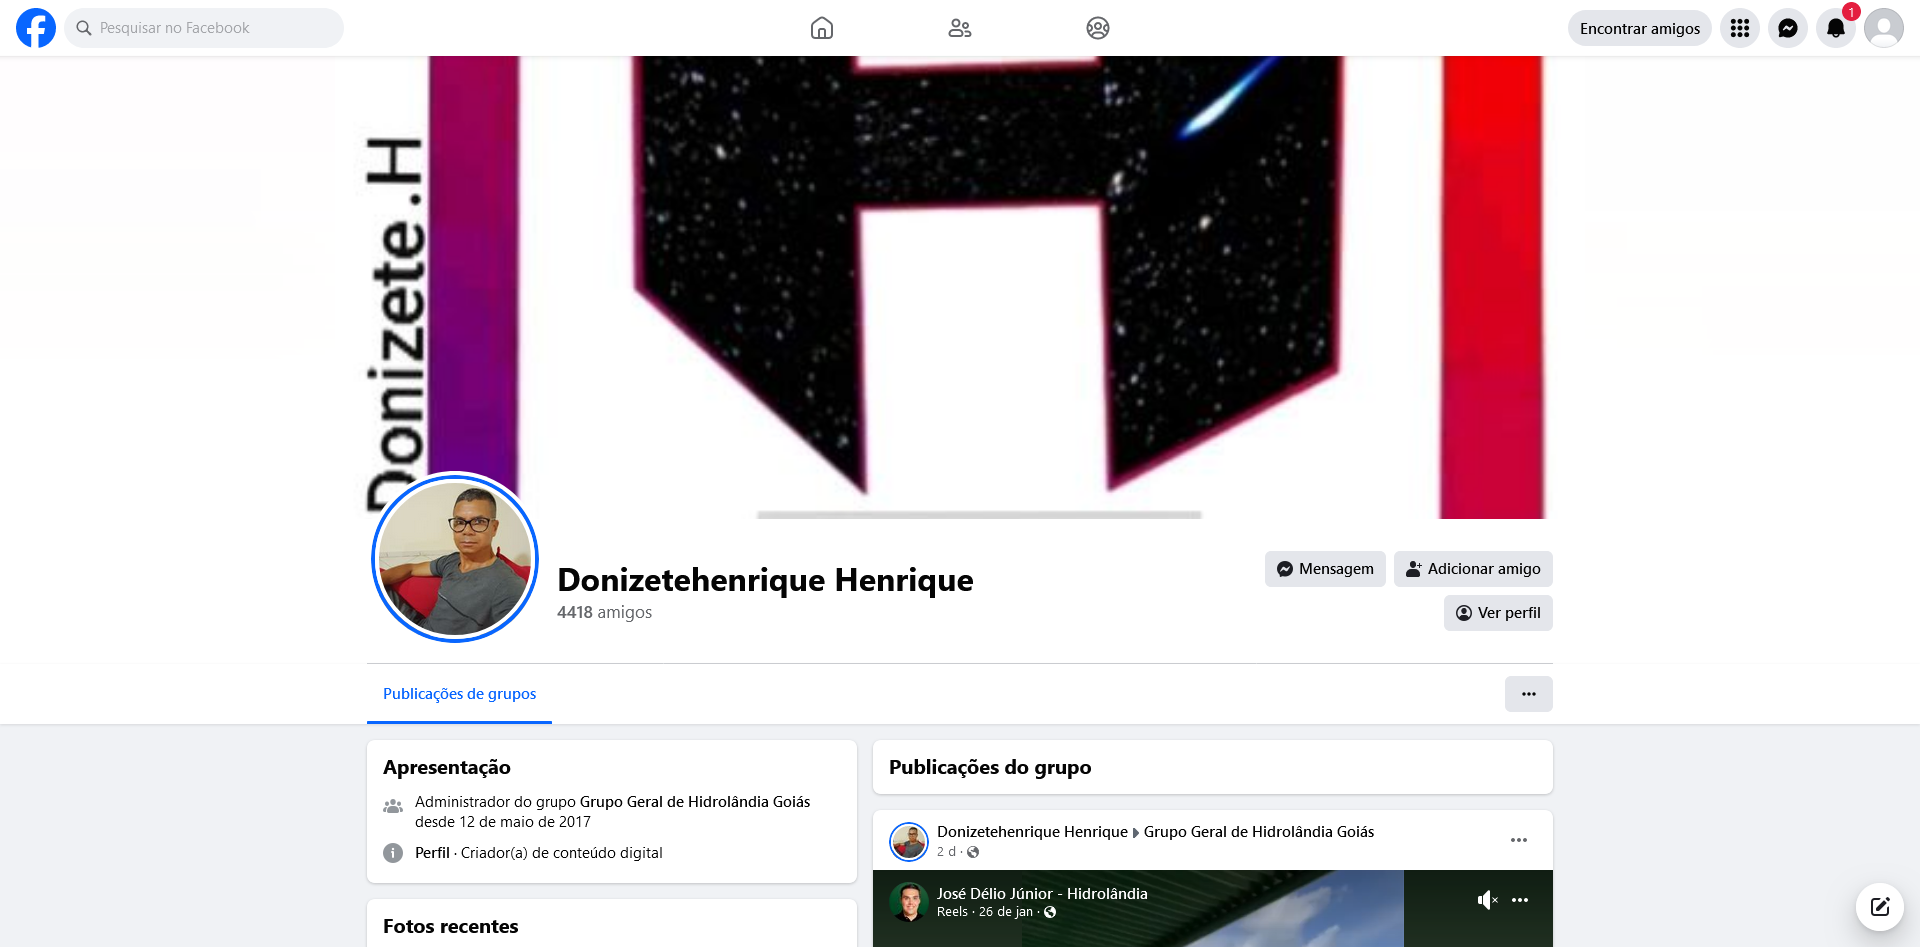 Pesquisar no Facebook
Encontrar amigos
1
Donizete.H
Donizetehenrique Henrique
4418 amigos
Mensagem
Adicionar amigo
Ver perfil
Publicações de grupos
Apresentação
Administrador do grupo Grupo Geral de Hidrolândia Goiás
desde 12 de maio de 2017
Perfil · Criador(a) de conteúdo digital
Fotos recentes
Publicações do grupo
Donizetehenrique Henrique ▸ Grupo Geral de Hidrolândia Goiás
2 d ·
José Délio Júnior - Hidrolândia
Reels · 26 de jan ·